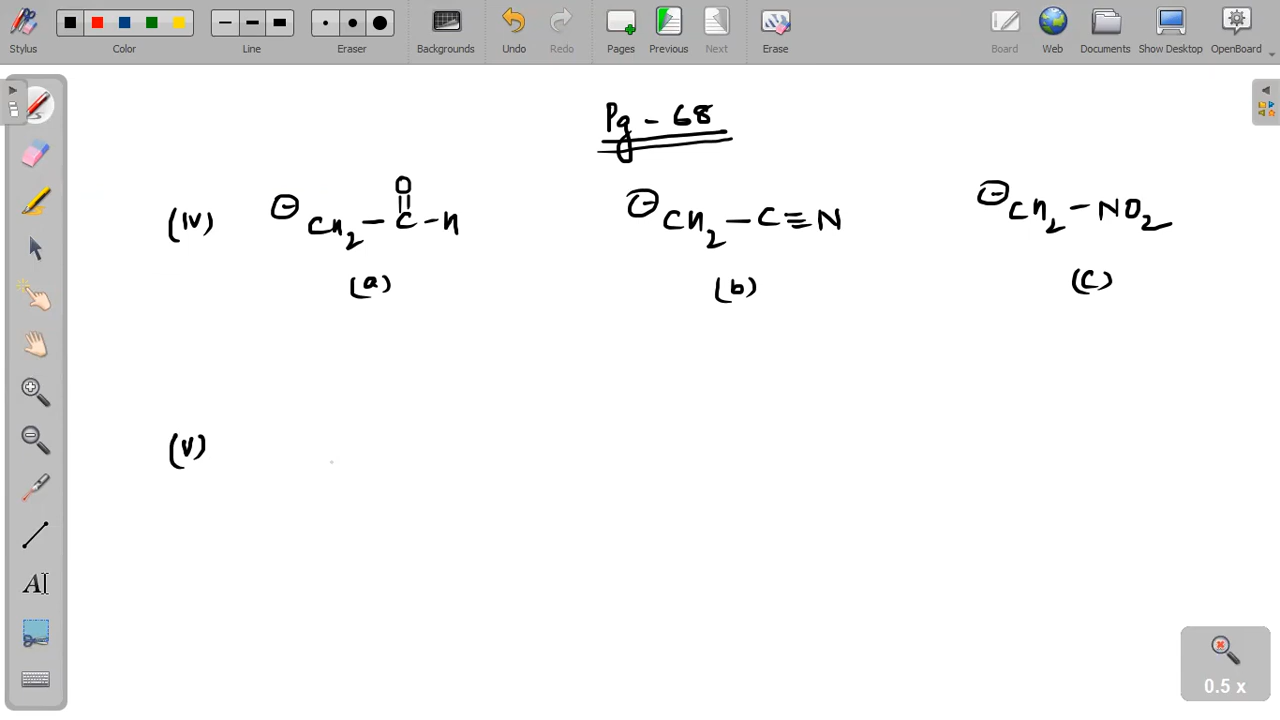 Stylus Color Line Eraser Backgrounds Undo Redo Pages Previous Next Erase Board Web Documents Show Desktop OpenBoard
Pg - 68
(iv) ⊖CH2 - C(=O) - H ⊖CH2 - C≡N ⊖CH2 - NO2
(a) (b) (c)
(v)
AI
0.5 x